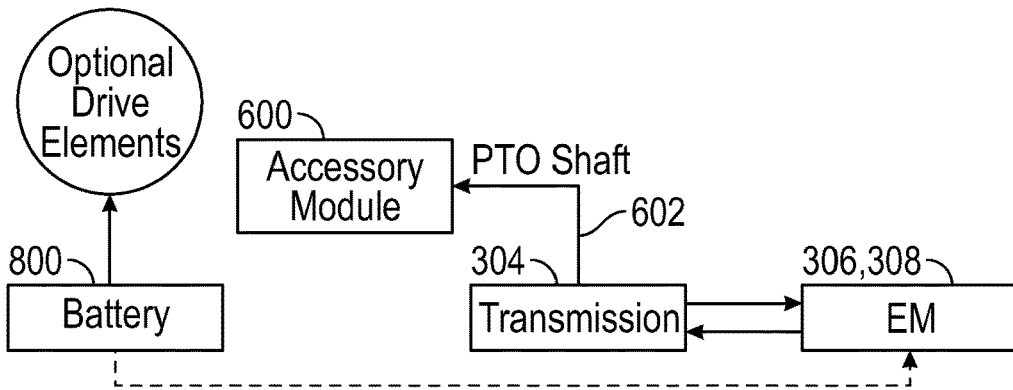 Optional
Drive
Elements
600
Accessory
Module
PTO Shaft
602
800
Battery
304
Transmission
306,308
EM